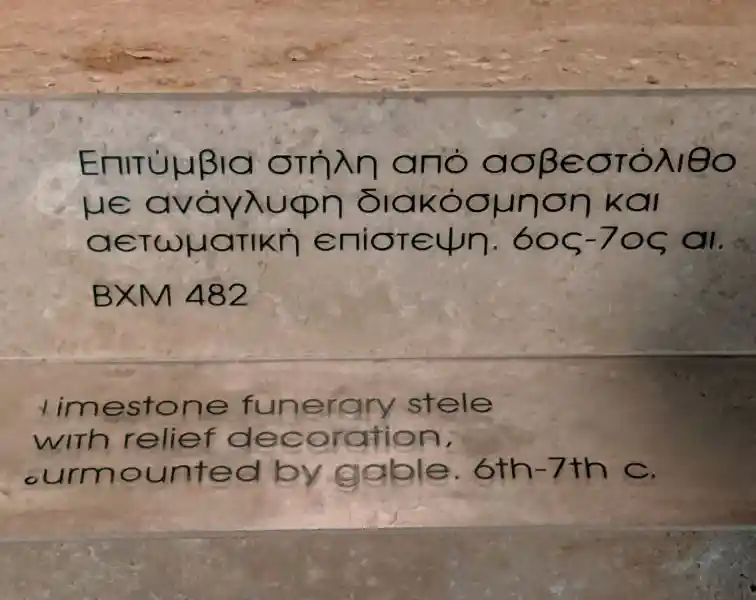 Επιτύμβια στήλη από ασβεστόλιθο
με ανάγλυφη διακόσμηση και
αετωματική επίστεψη. 6ος-7ος αι.
ΒΧΜ 482
Limestone funerary stele
with relief decoration,
surmounted by gable. 6th-7th c.